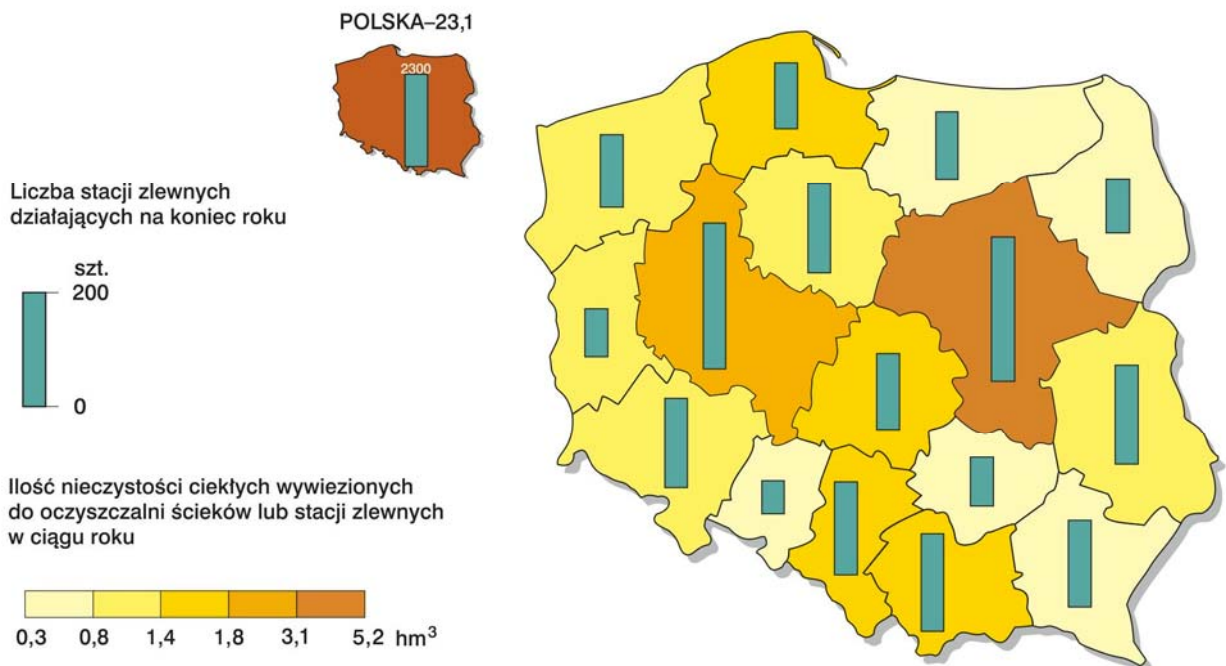 POLSKA–23,1
2300
Liczba stacji zlewnych
działających na koniec roku
szt.
200
0
Ilość nieczystości ciekłych wywiezionych
do oczyszczalni ścieków lub stacji zlewnych
w ciągu roku
0,3 0,8 1,4 1,8 3,1 5,2 hm³